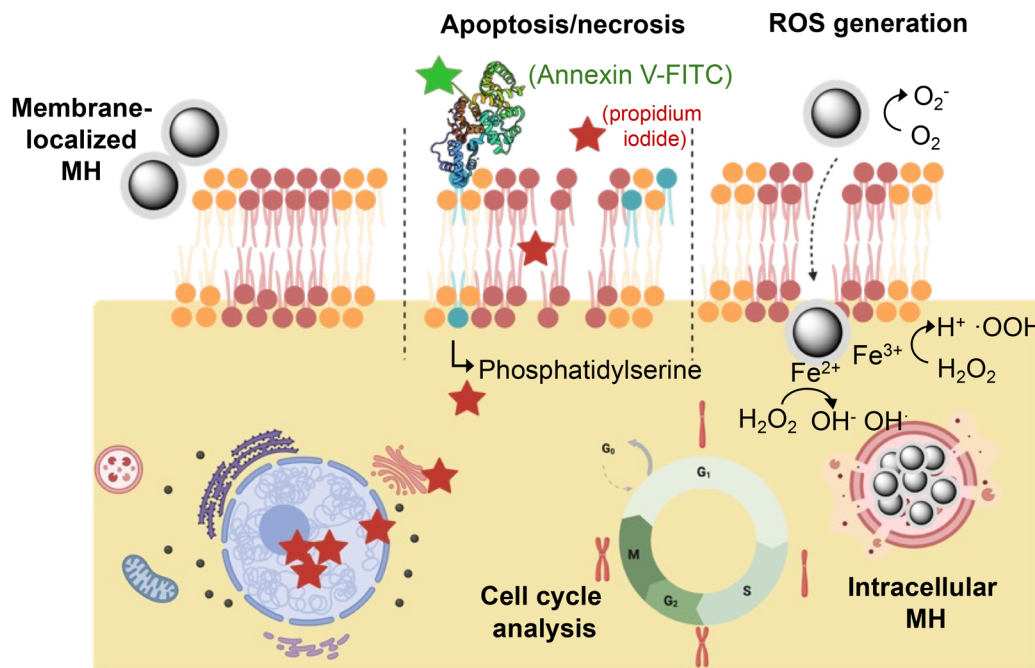 Apoptosis/necrosis
ROS generation
(Annexin V-FITC)
(propidium
iodide)
Membrane-
localized
MH
O₂⁻
O₂
Phosphatidylserine
H⁺ ·OOH
Fe³⁺
H₂O₂
Fe²⁺
H₂O₂ OH⁻ OH·
G₀
G₁
M
G₂
S
Cell cycle
analysis
Intracellular
MH